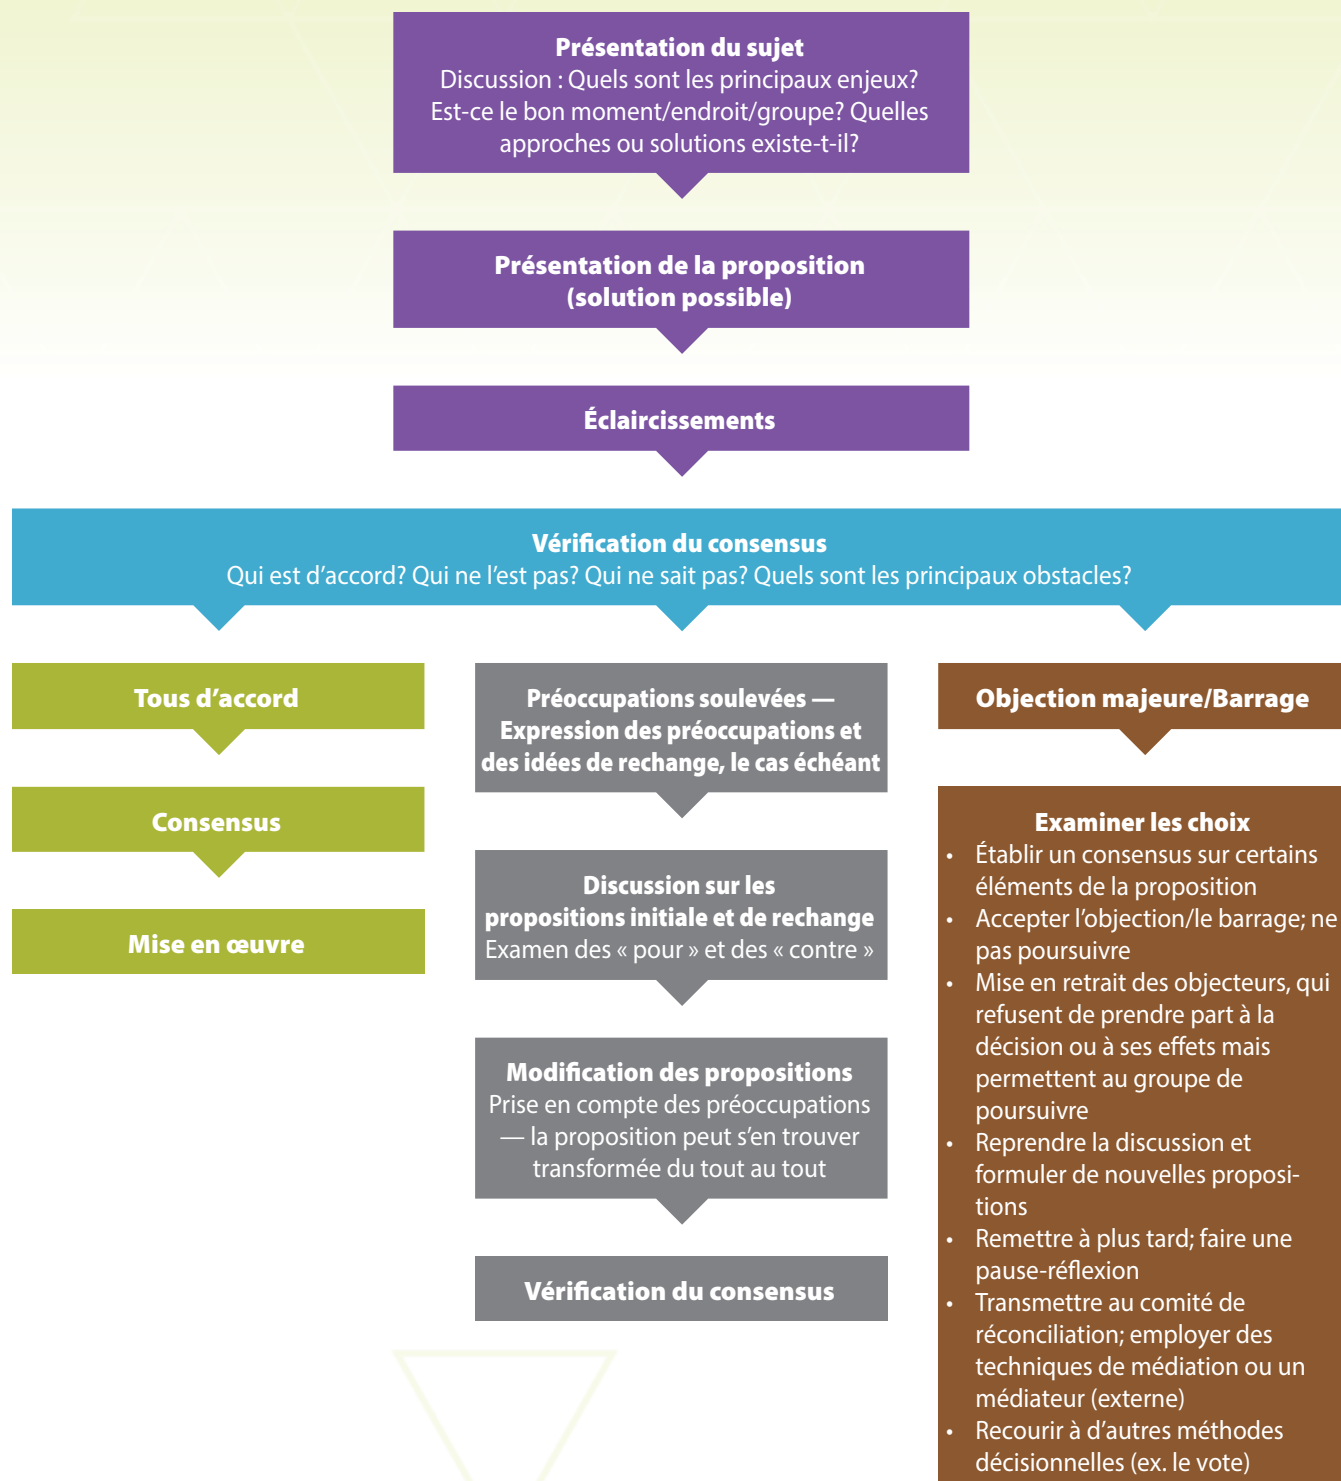 Présentation du sujet
Discussion : Quels sont les principaux enjeux?
Est-ce le bon moment/endroit/groupe? Quelles
approches ou solutions existe-t-il?
Présentation de la proposition
(solution possible)
Éclaircissements
Vérification du consensus
Qui est d’accord? Qui ne l’est pas? Qui ne sait pas? Quels sont les principaux obstacles?
Tous d’accord
Consensus
Mise en œuvre
Préoccupations soulevées —
Expression des préoccupations et
des idées de rechange, le cas échéant
Discussion sur les
propositions initiale et de rechange
Examen des « pour » et des « contre »
Modification des propositions
Prise en compte des préoccupations
— la proposition peut s’en trouver
transformée du tout au tout
Vérification du consensus
Objection majeure/Barrage
Examiner les choix
• Établir un consensus sur certains
éléments de la proposition
• Accepter l’objection/le barrage; ne
pas poursuivre
• Mise en retrait des objecteurs, qui
refusent de prendre part à la
décision ou à ses effets mais
permettent au groupe de
poursuivre
• Reprendre la discussion et
formuler de nouvelles proposi-
tions
• Remettre à plus tard; faire une
pause-réflexion
• Transmettre au comité de
réconciliation; employer des
techniques de médiation ou un
médiateur (externe)
• Recourir à d’autres méthodes
décisionnelles (ex. le vote)